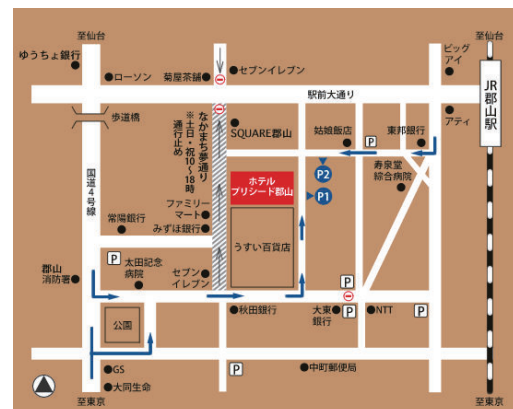 至仙台
至仙台
ゆうちょ銀行
ローソン
菊屋茶舗
セブンイレブン
ビッグ
アイ
駅前大通り
JR郡山駅
歩道橋
なかまち夢通り
※土日・祝10〜18時
通行止め
SQUARE郡山
姑娘飯店
P
東邦銀行
アティ
国道4号線
P2
寿泉堂
綜合病院
ホテル
プリシード郡山
P1
ファミリー
マート
みずほ銀行
常陽銀行
うすい百貨店
P
太田記念
病院
郡山
消防署
セブン
イレブン
P
秋田銀行
大東
銀行
P
NTT
P
公園
GS
大同生命
P
中町郵便局
至東京
至東京